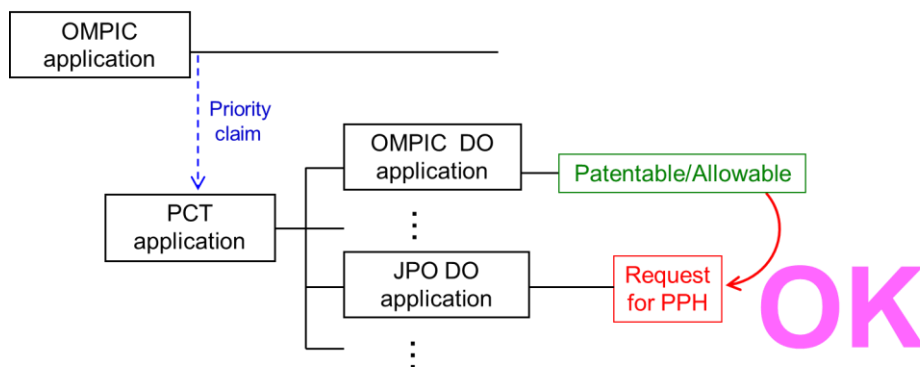 OMPIC
application
Priority
claim
OMPIC DO
application
Patentable/Allowable
PCT
application
JPO DO
application
Request
for PPH
OK